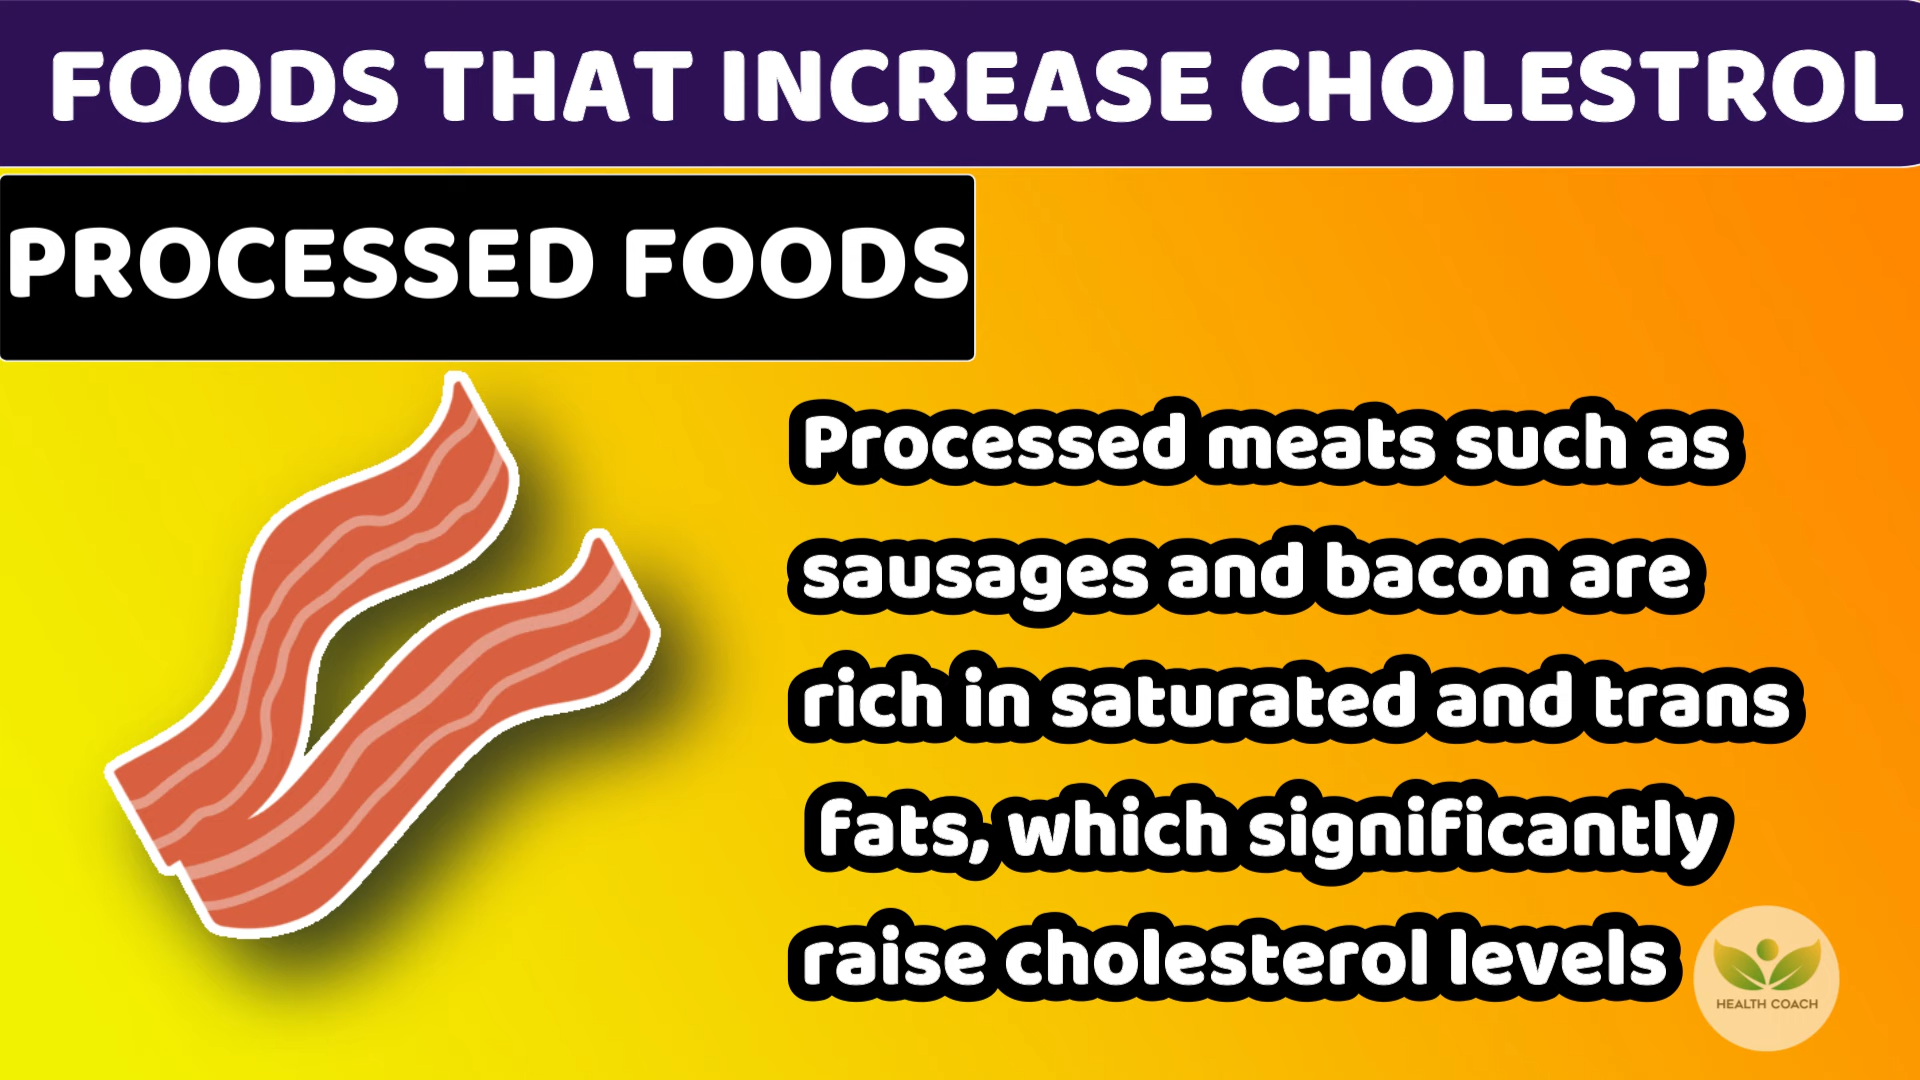 FOODS THAT INCREASE CHOLESTROL
PROCESSED FOODS
Processed meats such as
sausages and bacon are
rich in saturated and trans
fats, which significantly
raise cholesterol levels
HEALTH COACH